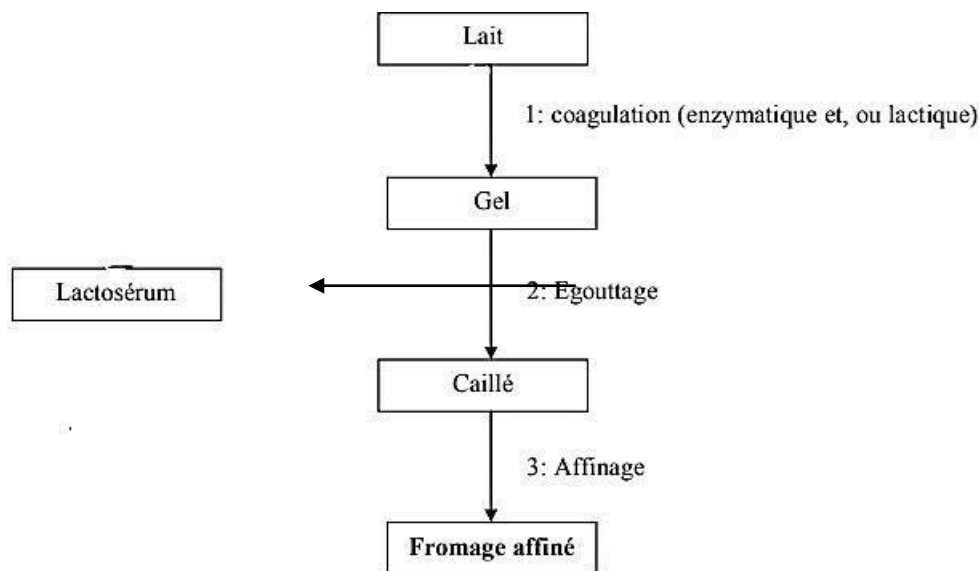 Lait
1: coagulation (enzymatique et, ou lactique)
Gel
Lactosérum
2: Egouttage
Caillé
3: Affinage
Fromage affiné